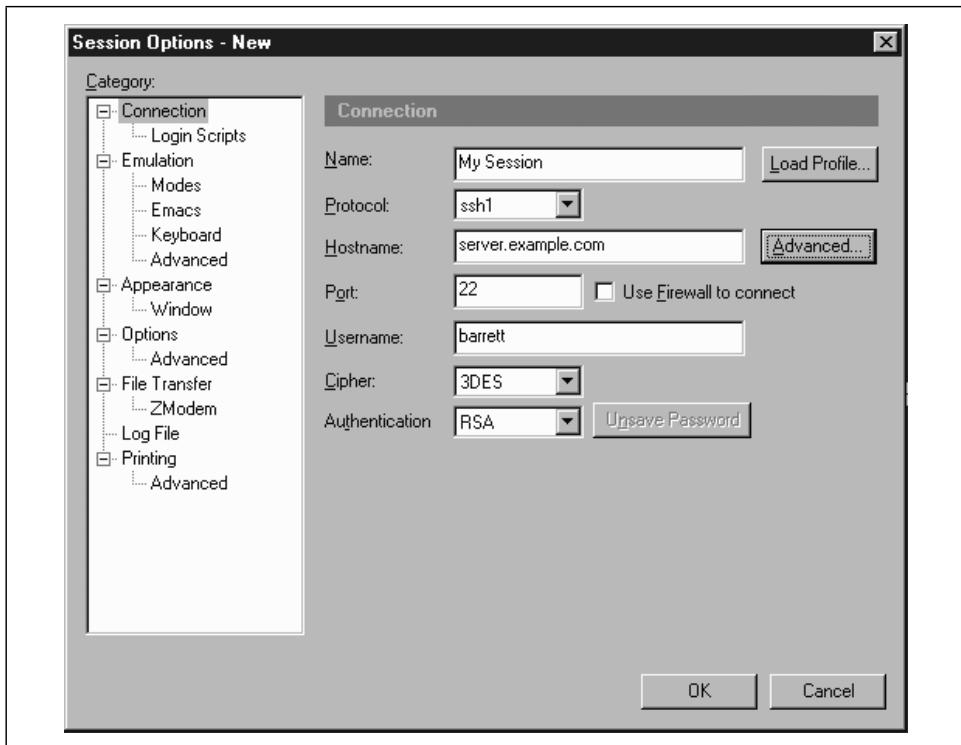 Session Options - New
Category:
Connection
Login Scripts
Emulation
Modes
Emacs
Keyboard
Advanced
Appearance
Window
Options
Advanced
File Transfer
ZModem
Log File
Printing
Advanced
Connection
Name: My Session Load Profile...
Protocol: ssh1
Hostname: server.example.com Advanced...
Port: 22 Use Firewall to connect
Username: barrett
Cipher: 3DES
Authentication RSA Unsave Password
OK Cancel